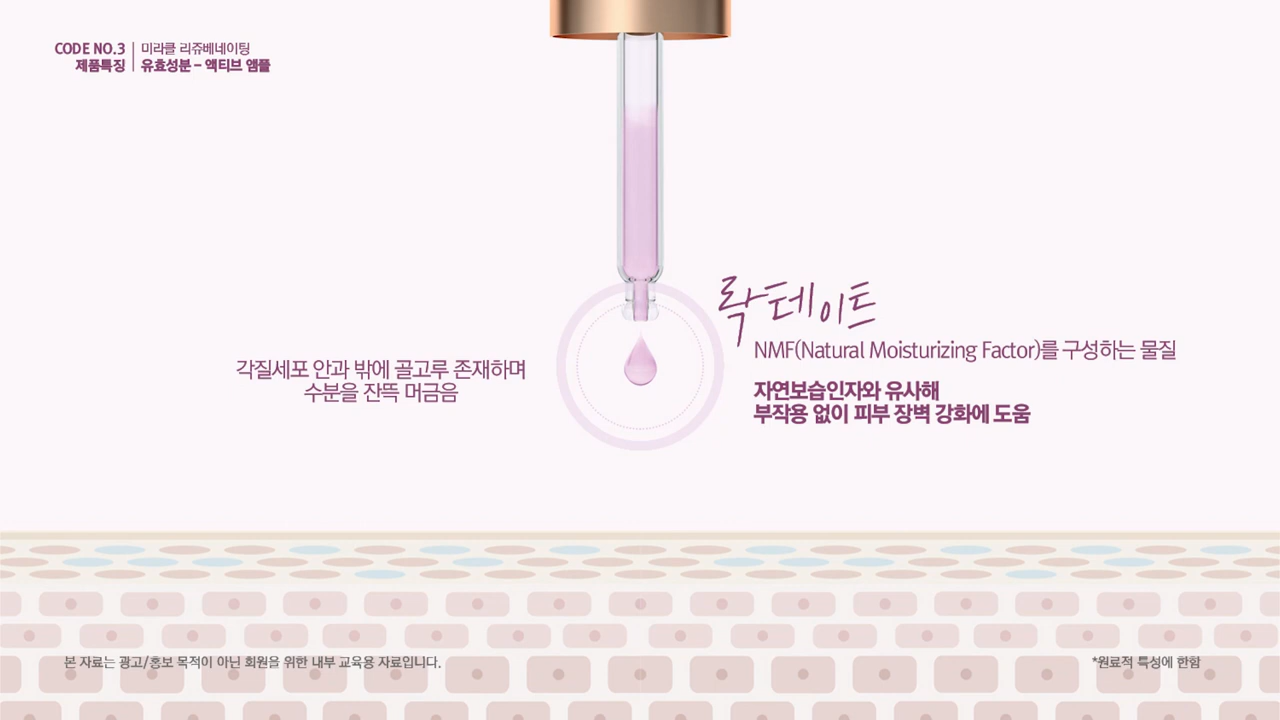 CODE NO.3
제품특징
미라클 리쥬베네이팅
유효성분 – 액티브 앰플
락테이트
NMF(Natural Moisturizing Factor)를 구성하는 물질
각질세포 안과 밖에 골고루 존재하며
수분을 잔뜩 머금음
자연보습인자와 유사해
부작용 없이 피부 장벽 강화에 도움
본 자료는 광고/홍보 목적이 아닌 회원을 위한 내부 교육용 자료입니다.
*원료적 특성에 한함